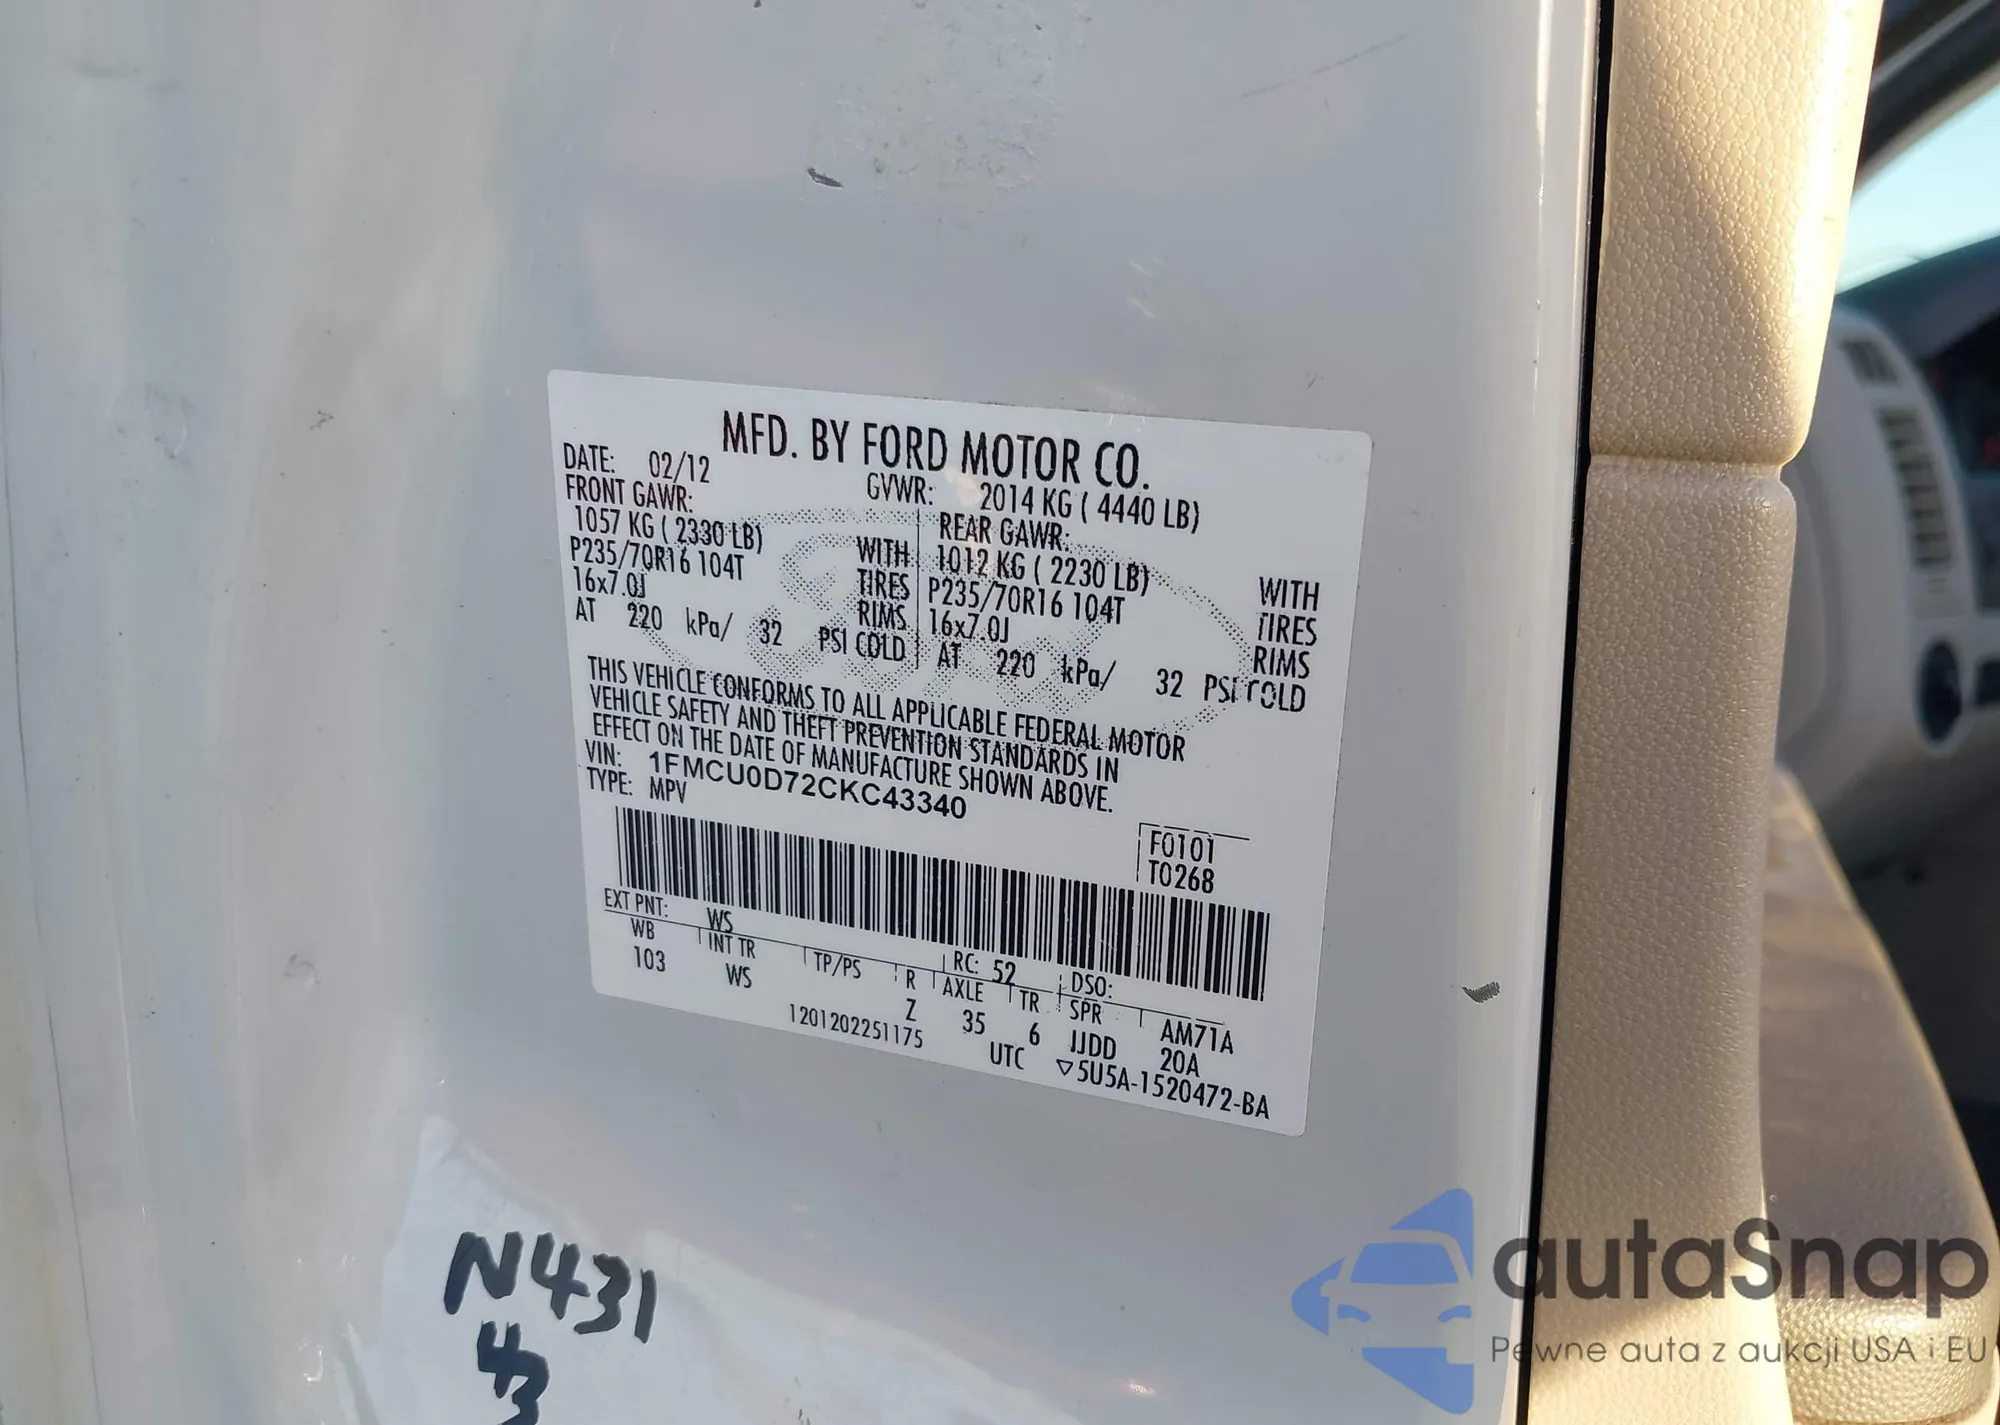 MFD. BY FORD MOTOR CO.
DATE: 02/12 GVWR: 2014 KG ( 4440 LB)
FRONT GAWR: REAR GAWR:
1057 KG ( 2330 LB) WITH 1012 KG ( 2230 LB) WITH
P235/70R16 104T TIRES P235/70R16 104T TIRES
16x7.0J RIMS 16x7.0J RIMS
AT 220 kPa/ 32 PSI COLD AT 220 kPa/ 32 PSI COLD
THIS VEHICLE CONFORMS TO ALL APPLICABLE FEDERAL MOTOR
VEHICLE SAFETY AND THEFT PREVENTION STANDARDS IN
EFFECT ON THE DATE OF MANUFACTURE SHOWN ABOVE.
VIN: 1FMCU0D72CKC43340
TYPE: MPV
F0101
T0268
EXT PNT: WS RC: 52 DSO:
WB INT TR TP/PS R AXLE TR SPR AM71A
103 WS Z 35 6 JJDD 20A
1201202251175 UTC ▽5U5A-1520472-BA
N431
43
autaSnap
Pewne auta z aukcji USA i EU